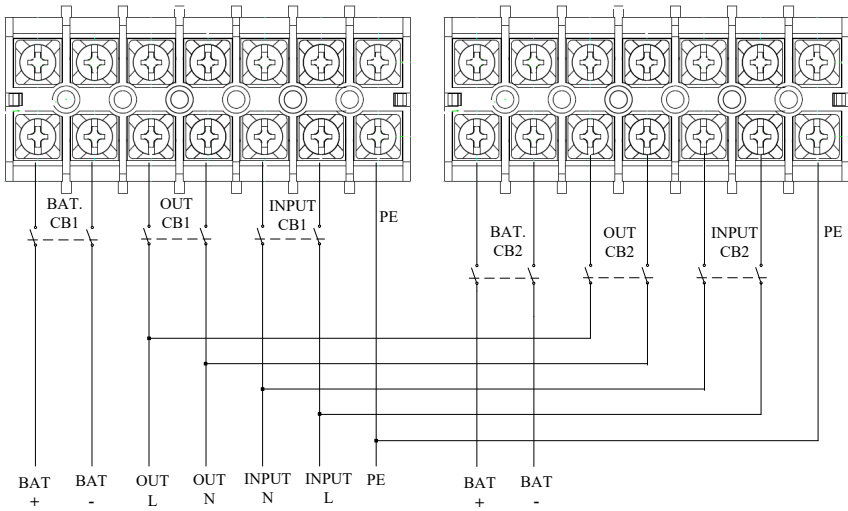 BAT.
CB1
OUT
CB1
INPUT
CB1
PE
BAT.
CB2
OUT
CB2
INPUT
CB2
PE
BAT
+
BAT
-
OUT
L
OUT
N
INPUT
N
INPUT
L
PE
BAT
+
BAT
-